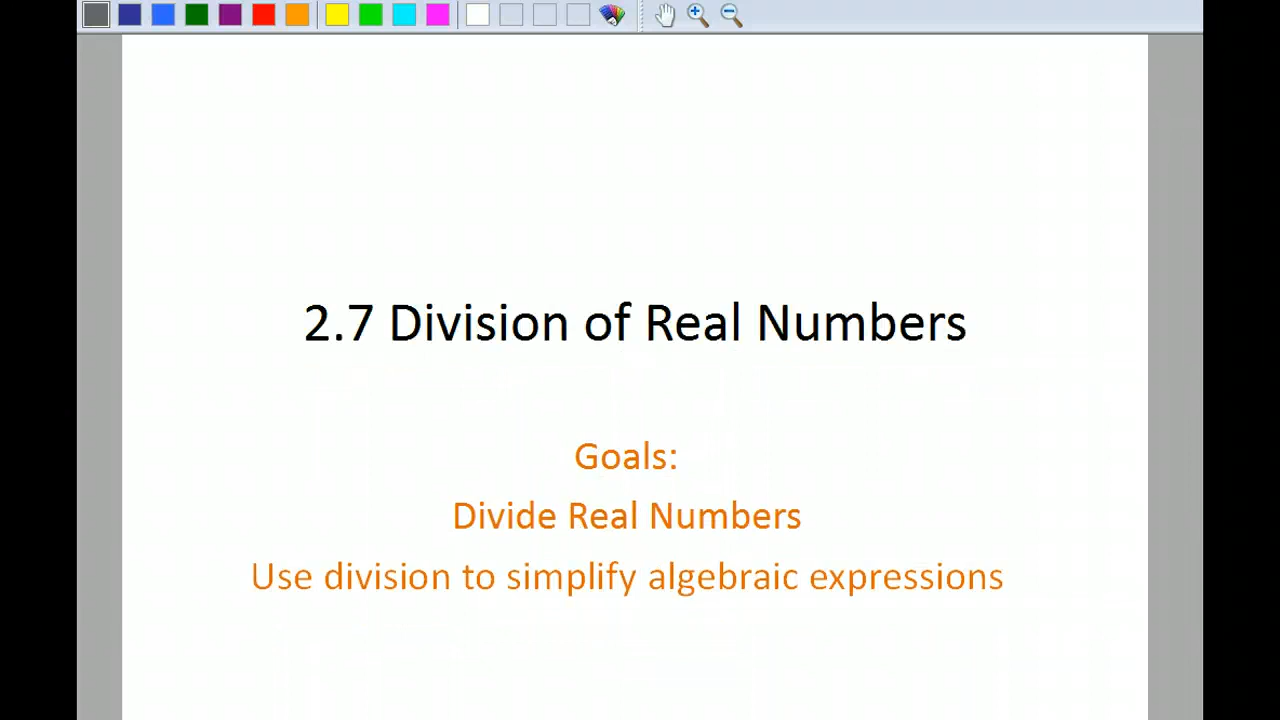 2.7 Division of Real Numbers
Goals:
Divide Real Numbers
Use division to simplify algebraic expressions